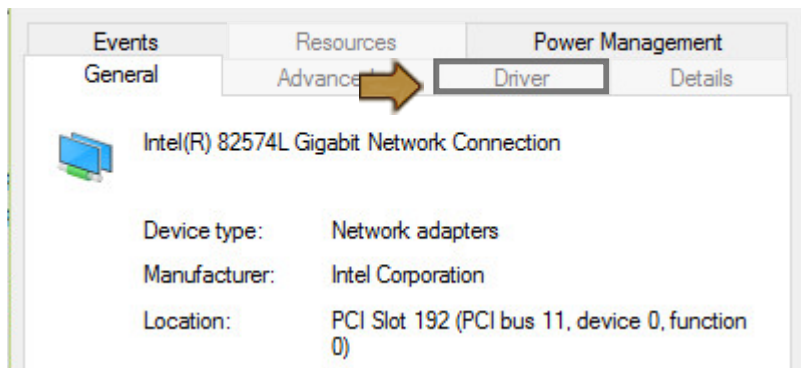 Events Resources Power Management
General Advanced Driver Details
Intel(R) 82574L Gigabit Network Connection
Device type: Network adapters
Manufacturer: Intel Corporation
Location: PCI Slot 192 (PCI bus 11, device 0, function
0)